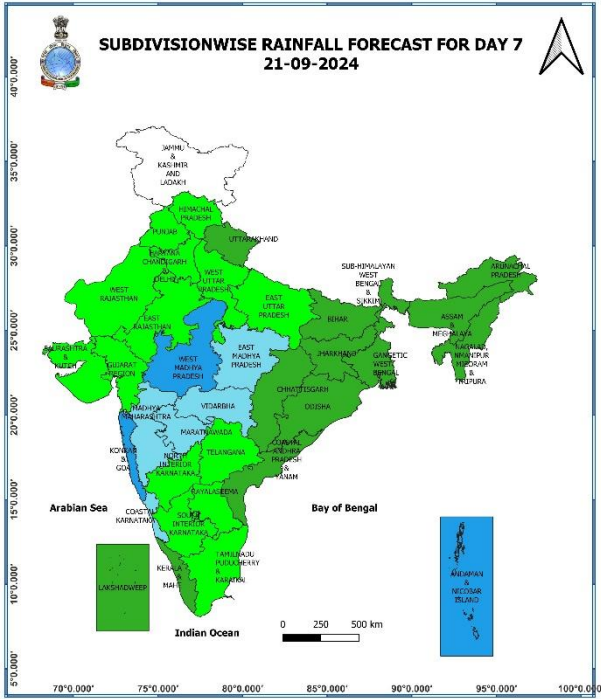 SUBDIVISIONWISE RAINFALL FORECAST FOR DAY 7
21-09-2024
JAMMU
&
KASHMIR
AND
LADAKH
HIMACHAL
PRADESH
PUNJAB
UTTARAKHAND
CHANDIGARH
&
DELHI
WEST
UTTAR
PRADESH
SUB-HIMALAYAN
WEST
BENGAL
&
SIKKIM
ARUNACHAL
PRADESH
WEST
RAJASTHAN
EAST
UTTAR
PRADESH
EAST
RAJASTHAN
BIHAR
ASSAM
&
MEGHALAYA
NAGALAND,
MANIPUR
MIZORAM
&
TRIPURA
SAURASHTRA
&
KUTCH
GUJARAT
REGION
WEST
MADHYA
PRADESH
EAST
MADHYA
PRADESH
JHARKHAND
GANGETIC
WEST
BENGAL
CHHATTISGARH
ODISHA
MADHYA
MAHARASHTRA
VIDARBHA
MARATHWADA
KONKAN
&
GOA
NORTH
INTERIOR
KARNATAKA
TELANGANA
COASTAL
ANDHRA
PRADESH
&
YANAM
RAYALASEEMA
COASTAL
KARNATAKA
SOUTH
INTERIOR
KARNATAKA
Arabian Sea
Bay of Bengal
LAKSHADWEEP
KERALA
&
MAHE
TAMILNADU
PUDUCHERRY
&
KARAIKAL
ANDAMAN
&
NICOBAR
ISLAND
Indian Ocean
0 250 500 km
40°0.000'
35°0.000'
30°0.000'
25°0.000'
20°0.000'
15°0.000'
10°0.000'
5°0.000'
70°0.000' 75°0.000' 80°0.000' 85°0.000' 90°0.000' 95°0.000' 100°0.0